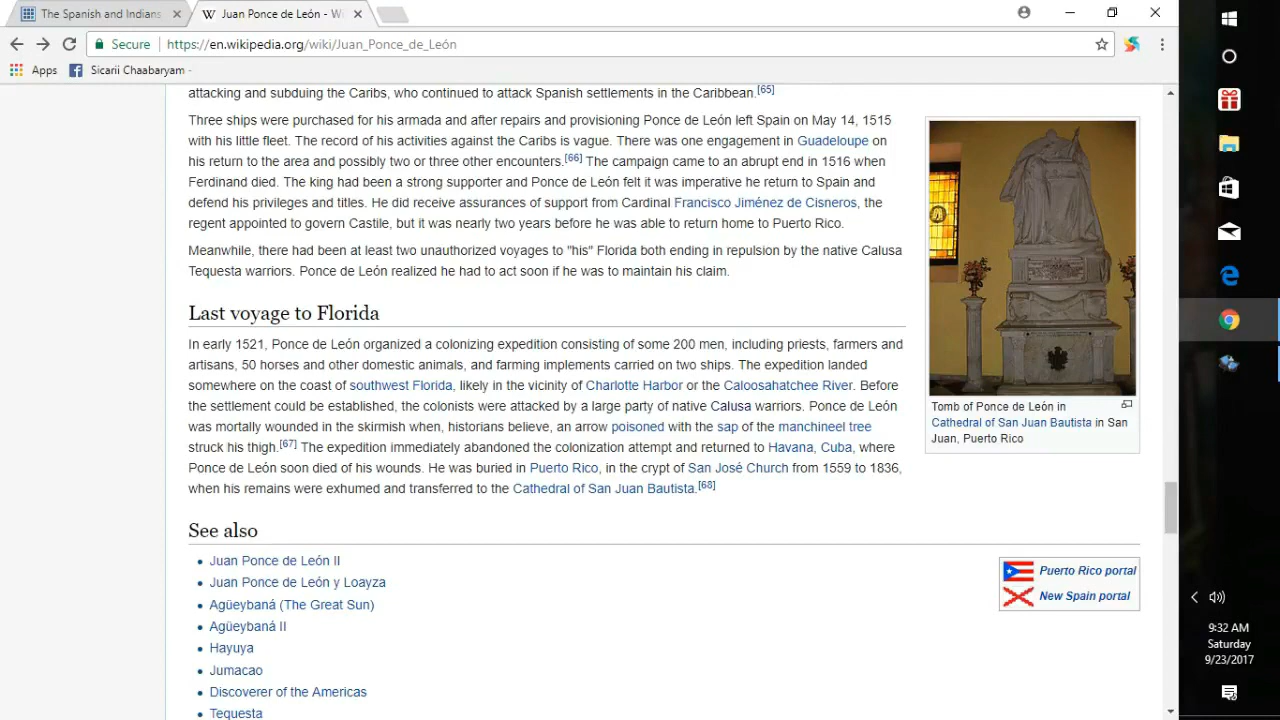 The Spanish and Indians
Juan Ponce de León - Wi
Secure https://en.wikipedia.org/wiki/Juan_Ponce_de_León
Apps Sicarii Chaabaryam -
attacking and subduing the Caribs, who continued to attack Spanish settlements in the Caribbean.[65]
Three ships were purchased for his armada and after repairs and provisioning Ponce de León left Spain on May 14, 1515
with his little fleet. The record of his activities against the Caribs is vague. There was one engagement in Guadeloupe on
his return to the area and possibly two or three other encounters.[66] The campaign came to an abrupt end in 1516 when
Ferdinand died. The king had been a strong supporter and Ponce de León felt it was imperative he return to Spain and
defend his privileges and titles. He did receive assurances of support from Cardinal Francisco Jiménez de Cisneros, the
regent appointed to govern Castile, but it was nearly two years before he was able to return home to Puerto Rico.
Meanwhile, there had been at least two unauthorized voyages to "his" Florida both ending in repulsion by the native Calusa
Tequesta warriors. Ponce de León realized he had to act soon if he was to maintain his claim.
Last voyage to Florida
In early 1521, Ponce de León organized a colonizing expedition consisting of some 200 men, including priests, farmers and
artisans, 50 horses and other domestic animals, and farming implements carried on two ships. The expedition landed
somewhere on the coast of southwest Florida, likely in the vicinity of Charlotte Harbor or the Caloosahatchee River. Before
the settlement could be established, the colonists were attacked by a large party of native Calusa warriors. Ponce de León
was mortally wounded in the skirmish when, historians believe, an arrow poisoned with the sap of the manchineel tree
struck his thigh.[67] The expedition immediately abandoned the colonization attempt and returned to Havana, Cuba, where
Ponce de León soon died of his wounds. He was buried in Puerto Rico, in the crypt of San José Church from 1559 to 1836,
when his remains were exhumed and transferred to the Cathedral of San Juan Bautista.[68]
Tomb of Ponce de León in
Cathedral of San Juan Bautista in San
Juan, Puerto Rico
See also
Juan Ponce de León II
Juan Ponce de León y Loayza
Agüeybaná (The Great Sun)
Agüeybaná II
Hayuya
Jumacao
Discoverer of the Americas
Tequesta
Puerto Rico portal
New Spain portal
9:32 AM
Saturday
9/23/2017